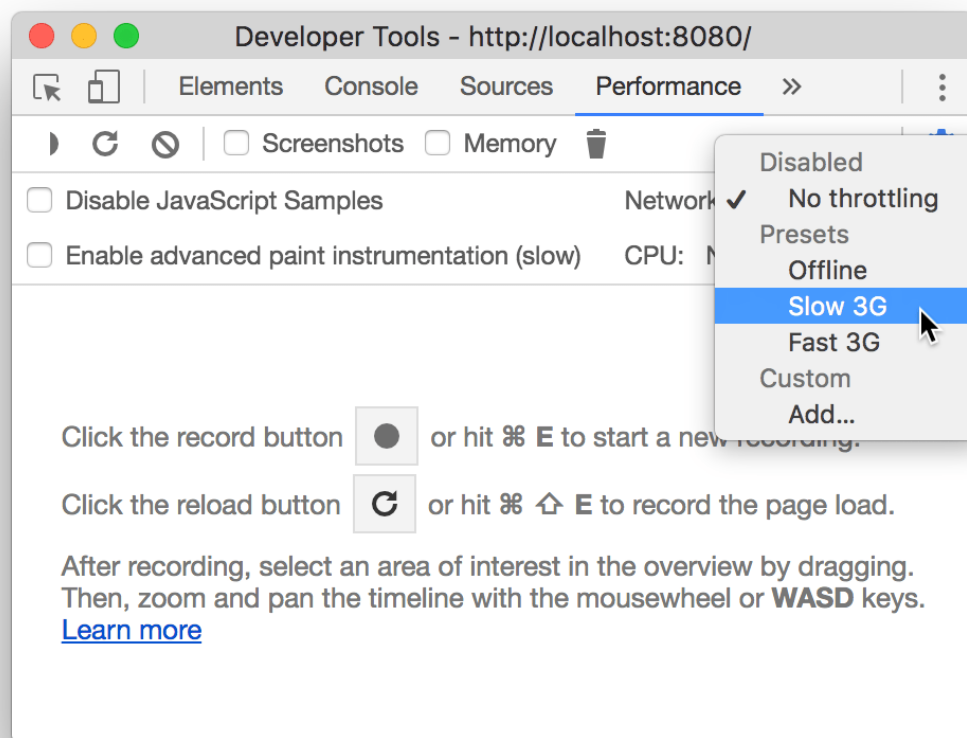 Developer Tools - http://localhost:8080/
Elements Console Sources Performance »
Screenshots Memory
Disable JavaScript Samples Network
Enable advanced paint instrumentation (slow) CPU:
Disabled
✓ No throttling
Presets
Offline
Slow 3G
Fast 3G
Custom
Add...
Click the record button or hit ⌘ E to start a new recording.
Click the reload button or hit ⌘ ⇧ E to record the page load.
After recording, select an area of interest in the overview by dragging.
Then, zoom and pan the timeline with the mousewheel or WASD keys.
Learn more